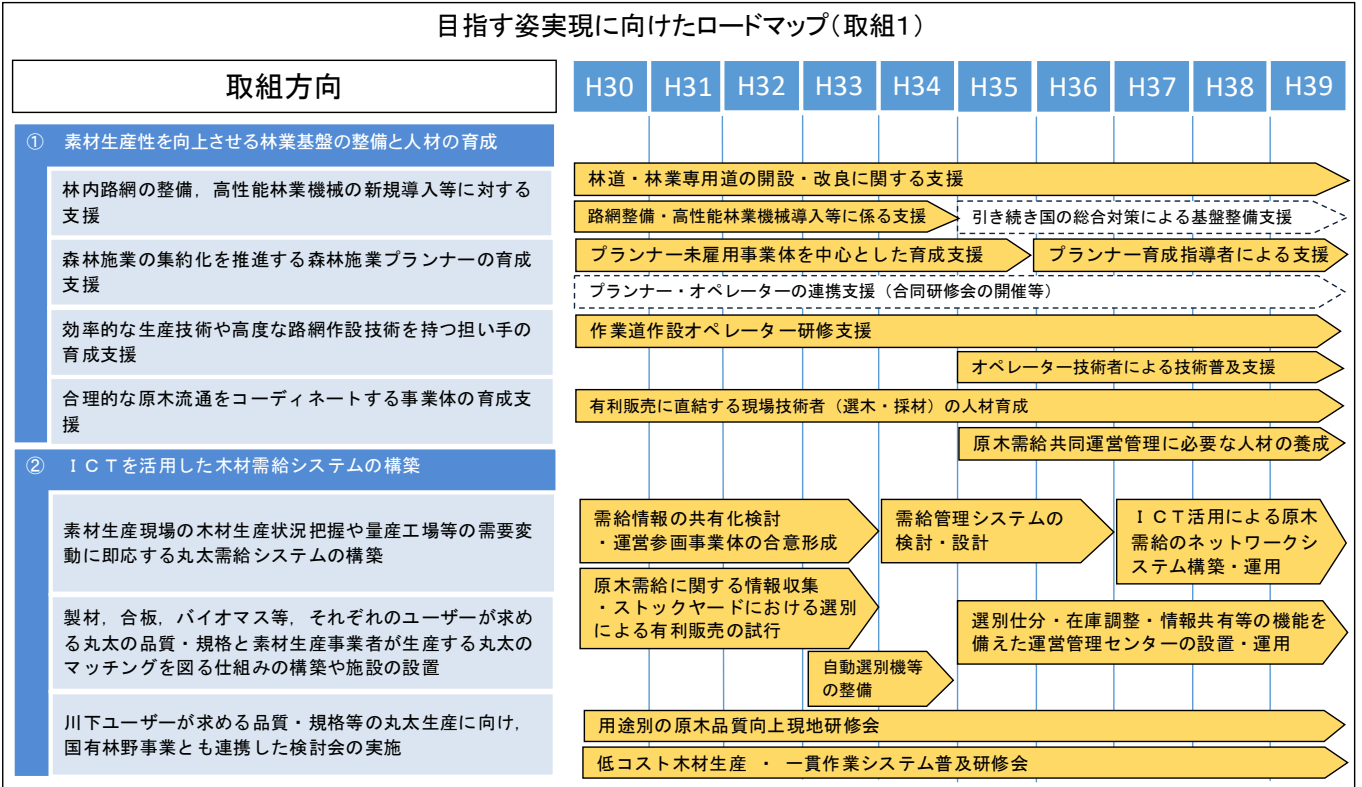 目指す姿実現に向けたロードマップ(取組1)
取組方向
H30 H31 H32 H33 H34 H35 H36 H37 H38 H39
① 素材生産性を向上させる林業基盤の整備と人材の育成
林内路網の整備，高性能林業機械の新規導入等に対する
支援
林道・林業専用道の開設・改良に関する支援
路網整備・高性能林業機械導入等に係る支援
引き続き国の総合対策による基盤整備支援
森林施業の集約化を推進する森林施業プランナーの育成
支援
プランナー未雇用事業体を中心とした育成支援
プランナー育成指導者による支援
プランナー・オペレーターの連携支援（合同研修会の開催等）
効率的な生産技術や高度な路網作設技術を持つ担い手の
育成支援
作業道作設オペレーター研修支援
オペレーター技術者による技術普及支援
合理的な原木流通をコーディネートする事業体の育成支
援
有利販売に直結する現場技術者（選木・採材）の人材育成
原木需給共同運営管理に必要な人材の養成
② ＩＣＴを活用した木材需給システムの構築
素材生産現場の木材生産状況把握や量産工場等の需要変
動に即応する丸太需給システムの構築
需給情報の共有化検討
・運営参画事業体の合意形成
需給管理システムの
検討・設計
ＩＣＴ活用による原木
需給のネットワークシ
ステム構築・運用
製材，合板，バイオマス等，それぞれのユーザーが求め
る丸太の品質・規格と素材生産事業者が生産する丸太の
マッチングを図る仕組みの構築や施設の設置
原木需給に関する情報収集
・ストックヤードにおける選別
による有利販売の試行
選別仕分・在庫調整・情報共有等の機能を
備えた運営管理センターの設置・運用
自動選別機等
の整備
川下ユーザーが求める品質・規格等の丸太生産に向け，
国有林野事業とも連携した検討会の実施
用途別の原木品質向上現地研修会
低コスト木材生産 ・ 一貫作業システム普及研修会